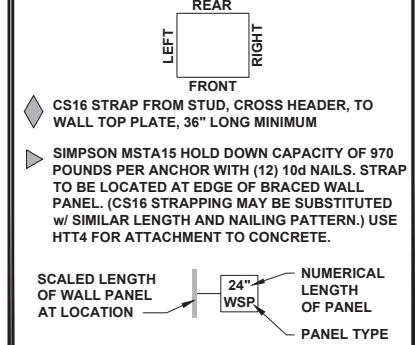 REAR
LEFT
RIGHT
FRONT
CS16 STRAP FROM STUD, CROSS HEADER, TO
WALL TOP PLATE, 36" LONG MINIMUM
SIMPSON MSTA15 HOLD DOWN CAPACITY OF 970
POUNDS PER ANCHOR WITH (12) 10d NAILS. STRAP
TO BE LOCATED AT EDGE OF BRACED WALL
PANEL. (CS16 STRAPPING MAY BE SUBSTITUTED
w/ SIMILAR LENGTH AND NAILING PATTERN.) USE
HTT4 FOR ATTACHMENT TO CONCRETE.
SCALED LENGTH
OF WALL PANEL
AT LOCATION
24"
WSP
NUMERICAL
LENGTH
OF PANEL
PANEL TYPE